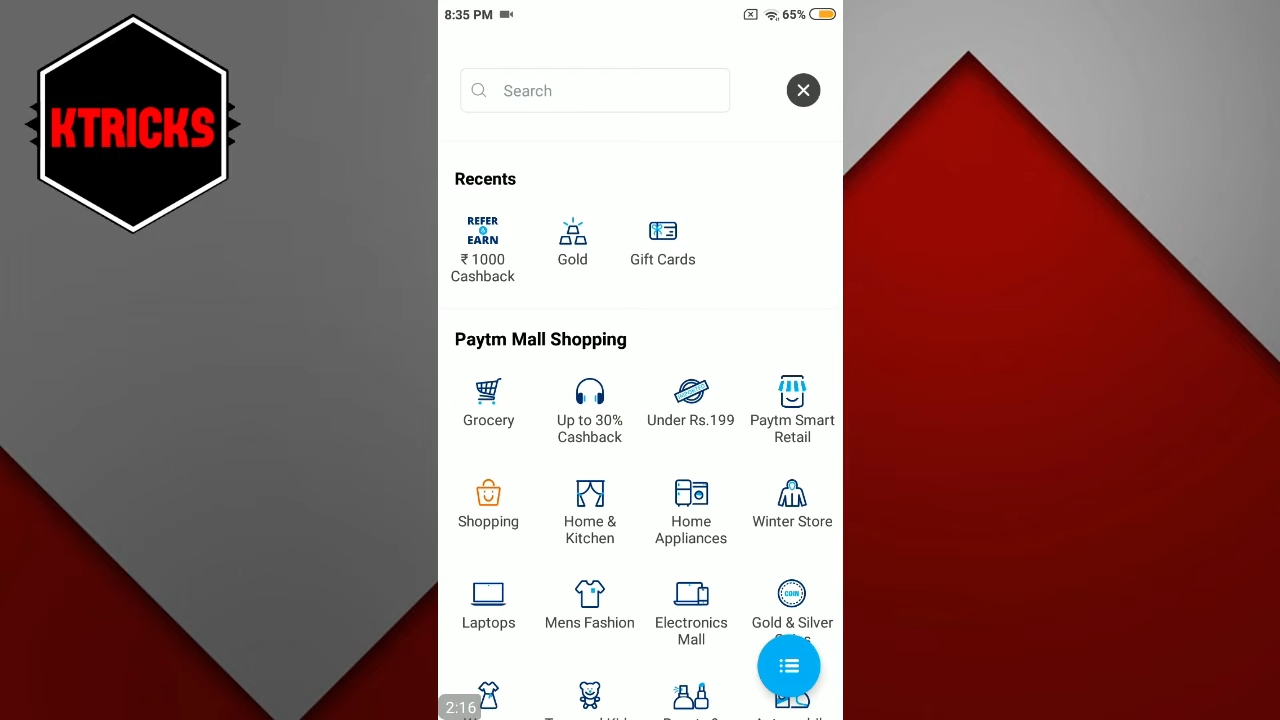 KTRICKS
8:35 PM
65%
Search
Recents
REFER
&
EARN
₹ 1000
Cashback
Gold
Gift Cards
Paytm Mall Shopping
Grocery
Up to 30%
Cashback
Under Rs.199
Paytm Smart
Retail
Shopping
Home &
Kitchen
Home
Appliances
Winter Store
Laptops
Mens Fashion
Electronics
Mall
COIN
Gold & Silver
2:16